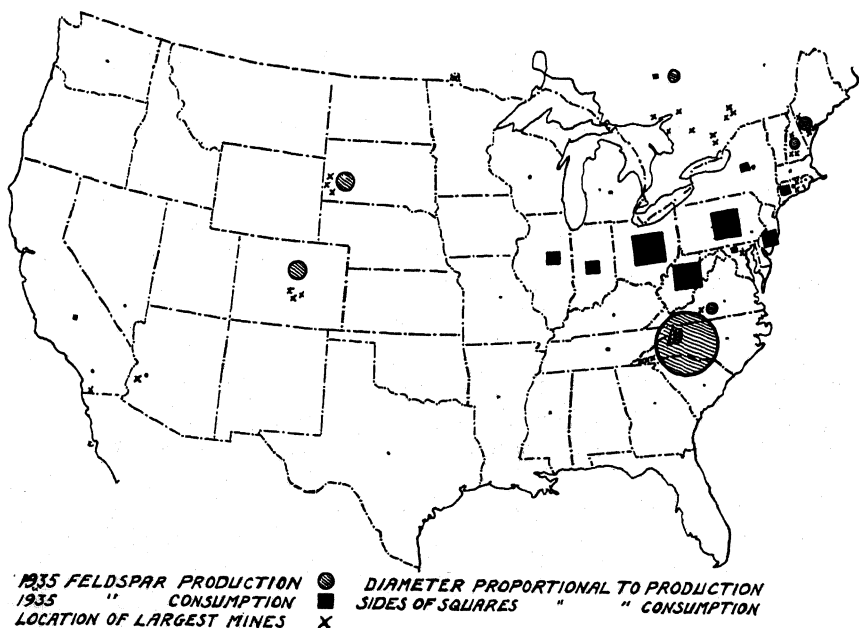 1935 FELDSPAR PRODUCTION DIAMETER PROPORTIONAL TO PRODUCTION
1935 " CONSUMPTION SIDES OF SQUARES " " CONSUMPTION
LOCATION OF LARGEST MINES X